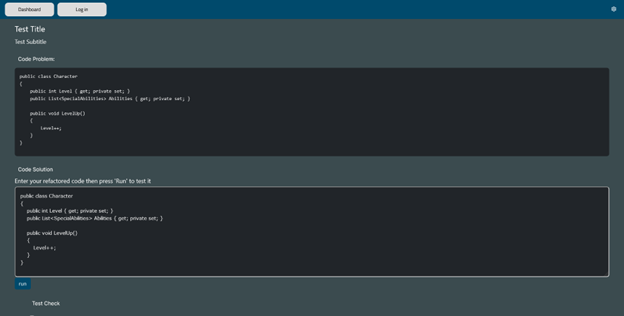 Dashboard
Log in
Test Title
Test Subtitle
Code Problem:
public class Character
{
    public int Level { get; private set; }
    public List<SpecialAbilities> Abilities { get; private set; }

    public void LevelUp()
    {
        Level++;
    }
}
Code Solution
Enter your refactored code then press 'Run' to test it
public class Character
{
    public int Level { get; private set; }
    public List<SpecialAbilities> Abilities { get; private set; }

    public void LevelUp()
    {
        Level++;
    }
}
run
Test Check